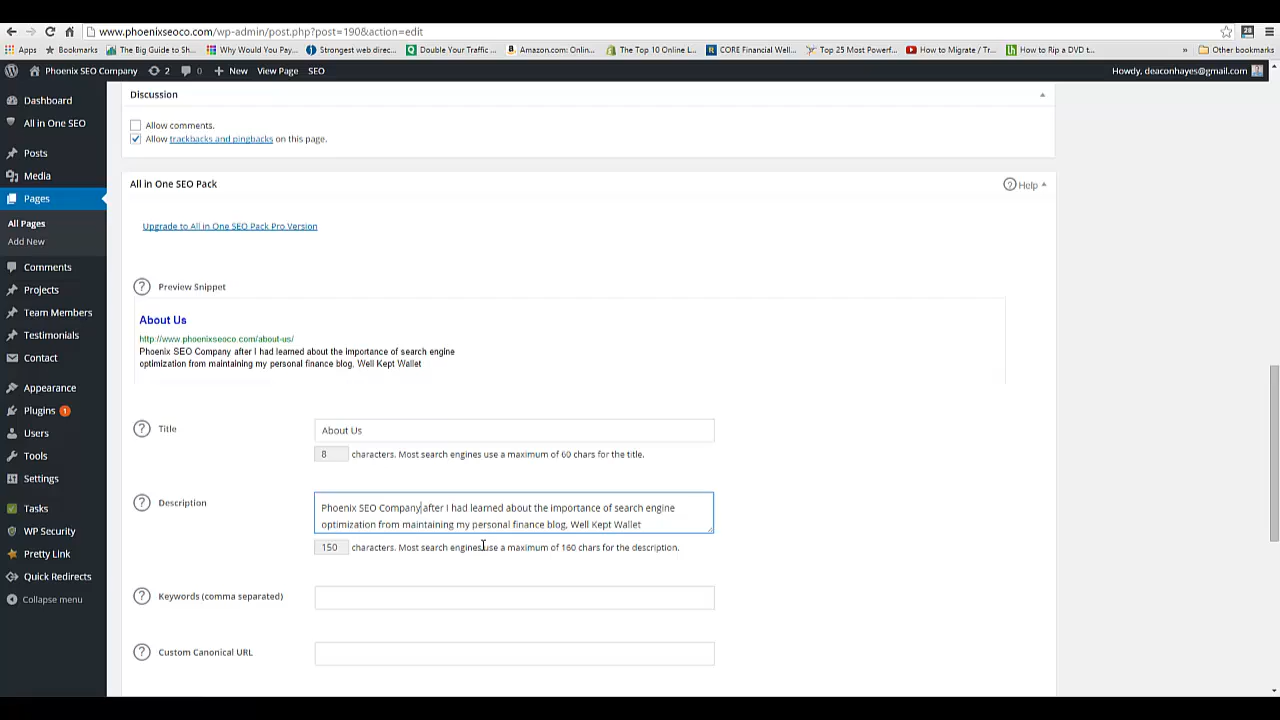 www.phoenixseoco.com/wp-admin/post.php?post=190&action=edit
Apps Bookmarks The Big Guide to Sh... Why Would You Pay... Strongest web direc... Double Your Traffic ... Amazon.com: Onlin... The Top 10 Online L... CORE Financial Well... Top 25 Most Powerf... How to Migrate / Tr... How to Rip a DVD t... » Other bookmarks
Phoenix SEO Company 2 0 + New View Page SEO Howdy, deaconhayes@gmail.com
Dashboard
All in One SEO
Posts
Media
Pages
All Pages
Add New
Comments
Projects
Team Members
Testimonials
Contact
Appearance
Plugins 1
Users
Tools
Settings
Tasks
WP Security
Pretty Link
Quick Redirects
Collapse menu
Discussion
Allow comments.
Allow trackbacks and pingbacks on this page.
All in One SEO Pack
? Help
Upgrade to All in One SEO Pack Pro Version
? Preview Snippet
About Us
http://www.phoenixseoco.com/about-us/
Phoenix SEO Company after I had learned about the importance of search engine
optimization from maintaining my personal finance blog, Well Kept Wallet
? Title
About Us
8 characters. Most search engines use a maximum of 60 chars for the title.
? Description
Phoenix SEO Company after I had learned about the importance of search engine
optimization from maintaining my personal finance blog, Well Kept Wallet
150 characters. Most search engines use a maximum of 160 chars for the description.
? Keywords (comma separated)
? Custom Canonical URL